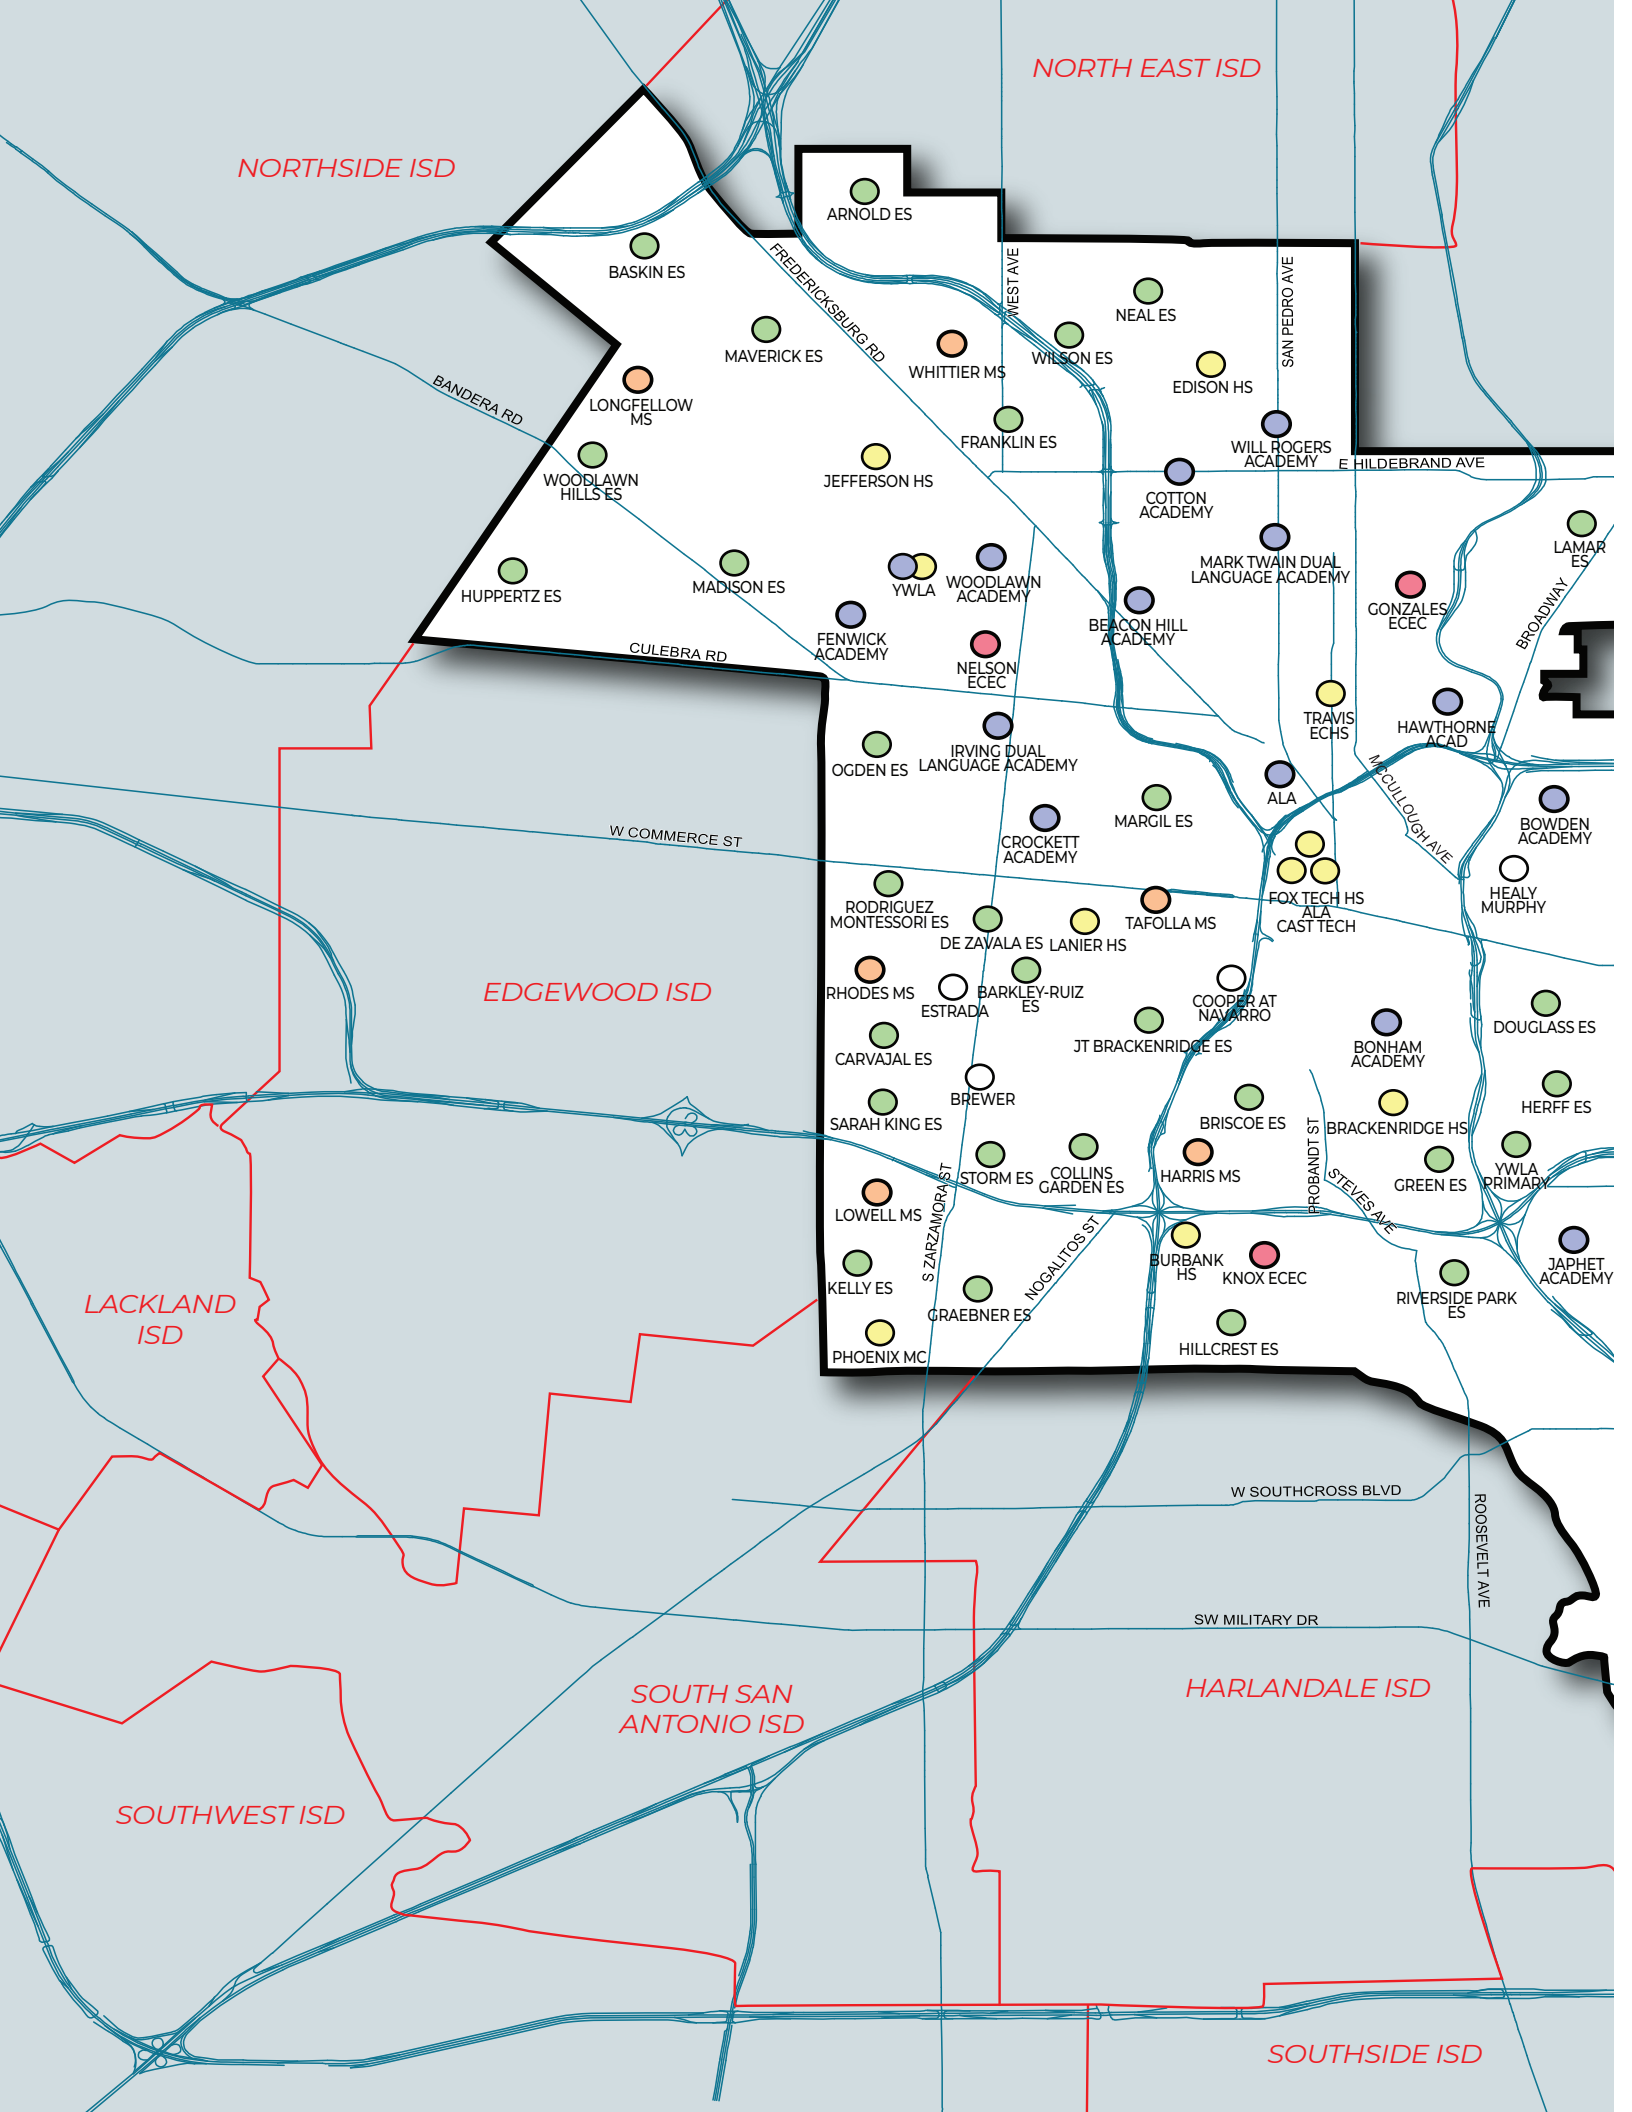 NORTH EAST ISD
NORTHSIDE ISD
ARNOLD ES
BASKIN ES
FREDERICKSBURG RD
WEST AVE
SAN PEDRO AVE
NEAL ES
MAVERICK ES
WHITTIER MS
WILSON ES
EDISON HS
BANDERA RD
LONGFELLOW
MS
FRANKLIN ES
WILL ROGERS
ACADEMY
E HILDEBRAND AVE
WOODLAWN
HILLS ES
JEFFERSON HS
COTTON
ACADEMY
LAMAR
ES
MARK TWAIN DUAL
LANGUAGE ACADEMY
HUPPERTZ ES
MADISON ES
YWLA
WOODLAWN
ACADEMY
GONZALES
ECEC
BROADWAY
FENWICK
ACADEMY
BEACON HILL
ACADEMY
CULEBRA RD
NELSON
ECEC
TRAVIS
ECHS
HAWTHORNE
ACAD
OGDEN ES
IRVING DUAL
LANGUAGE ACADEMY
MCCULLOUGH AVE
ALA
MARGIL ES
BOWDEN
ACADEMY
W COMMERCE ST
CROCKETT
ACADEMY
HEALY
MURPHY
RODRIGUEZ
MONTESSORI ES
FOX TECH HS
ALA
CAST TECH
TAFOLLA MS
DE ZAVALA ES
LANIER HS
EDGEWOOD ISD
RHODES MS
ESTRADA
BARKLEY-RUIZ
ES
COOPER AT
NAVARRO
DOUGLASS ES
JT BRACKENRIDGE ES
BONHAM
ACADEMY
CARVAJAL ES
BREWER
HERFF ES
SARAH KING ES
BRISCOE ES
PROBANDT ST
BRACKENRIDGE HS
STORM ES
COLLINS
GARDEN ES
HARRIS MS
GREEN ES
YWLA
PRIMARY
STEVES AVE
LOWELL MS
S ZARZAMORA ST
NOGALITOS ST
BURBANK
HS
KNOX ECEC
JAPHET
ACADEMY
KELLY ES
GRAEBNER ES
RIVERSIDE PARK
ES
LACKLAND
ISD
PHOENIX MC
HILLCREST ES
W SOUTHCROSS BLVD
ROOSEVELT AVE
SW MILITARY DR
SOUTH SAN
ANTONIO ISD
HARLANDALE ISD
SOUTHWEST ISD
SOUTHSIDE ISD